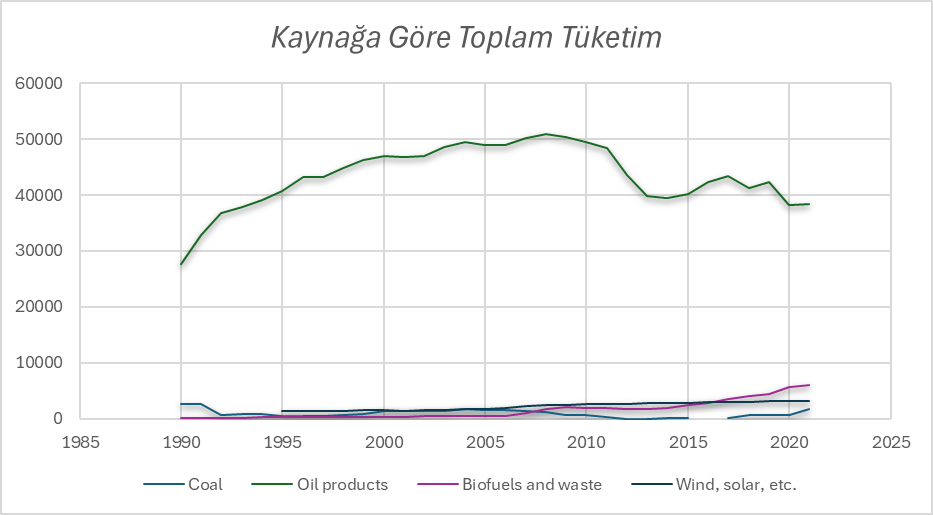 Kaynağa Göre Toplam Tüketim
60000
50000
40000
30000
20000
10000
0
1985 1990 1995 2000 2005 2010 2015 2020 2025
Coal Oil products Biofuels and waste Wind, solar, etc.